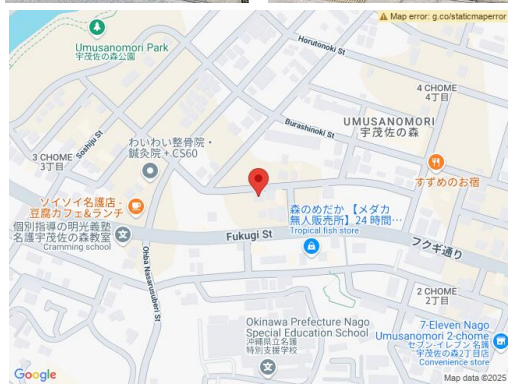 Map error: g.co/staticmaperror
Umusanomori Park
宇茂佐の森公園
Horutonoki St
4 CHOME
4丁目
UMUSANOMORI
宇茂佐の森
Burashinoki St
Soshiju St
わいわい整骨院・
鍼灸院+CS60
3 CHOME
3丁目
すずめのお宿
ソイソイ名護店 -
豆腐カフェ&ランチ
森のめだか 【メダカ
無人販売所】24 時間…
Tropical fish store
個別指導の明光義塾
名護宇茂佐の森教室
Cramming school
Fukugi St
フクギ通り
Ohba Nasarusuberi St
2 CHOME
2丁目
Okinawa Prefecture Nago
Special Education School
沖縄県立名護
特別支援学校
7-Eleven Nago
Umusanomori 2-chome
セブン-イレブン 名護
宇茂佐の森2丁目店
Convenience store
Google
Map data ©2025